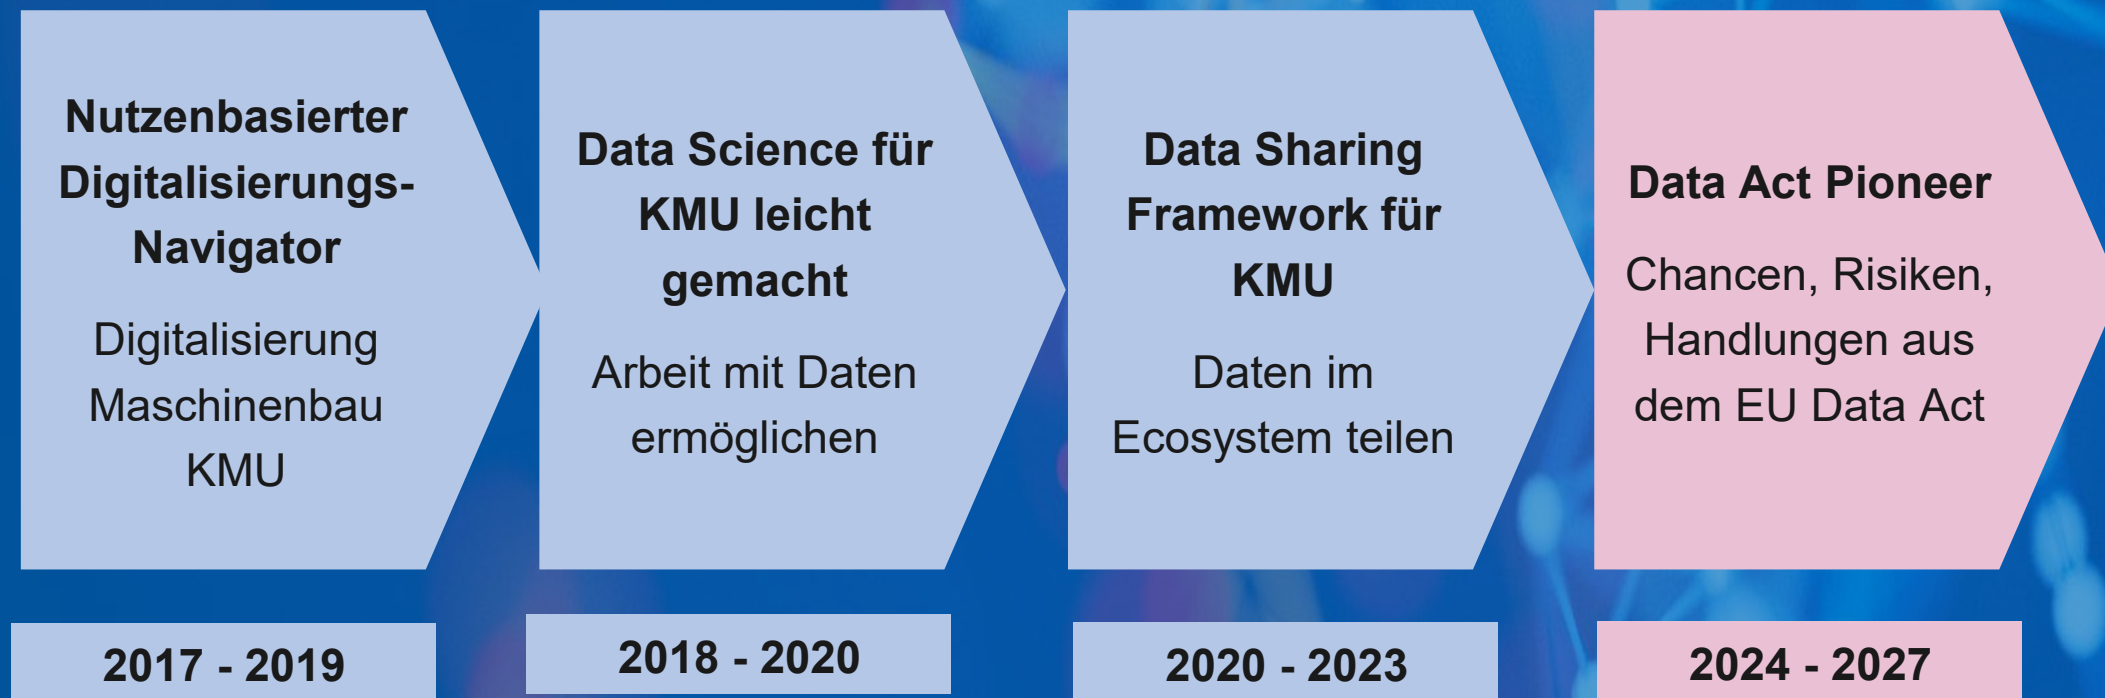 Nutzenbasierter
Digitalisierungs-
Navigator
Digitalisierung
Maschinenbau
KMU
2017 - 2019
Data Science für
KMU leicht
gemacht
Arbeit mit Daten
ermöglichen
2018 - 2020
Data Sharing
Framework für
KMU
Daten im
Ecosystem teilen
2020 - 2023
Data Act Pioneer
Chancen, Risiken,
Handlungen aus
dem EU Data Act
2024 - 2027